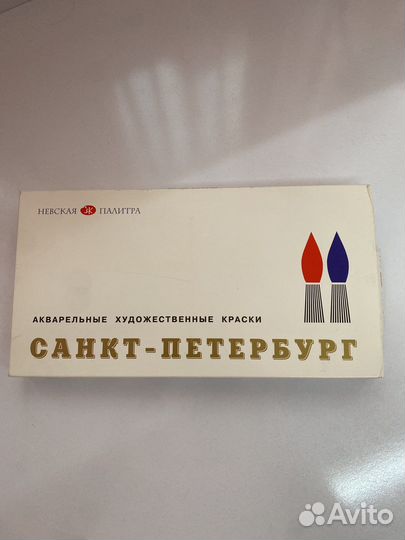 НЕВСКАЯ ПАЛИТРА
АКВАРЕЛЬНЫЕ ХУДОЖЕСТВЕННЫЕ КРАСКИ
САНКТ-ПЕТЕРБУРГ
Avito